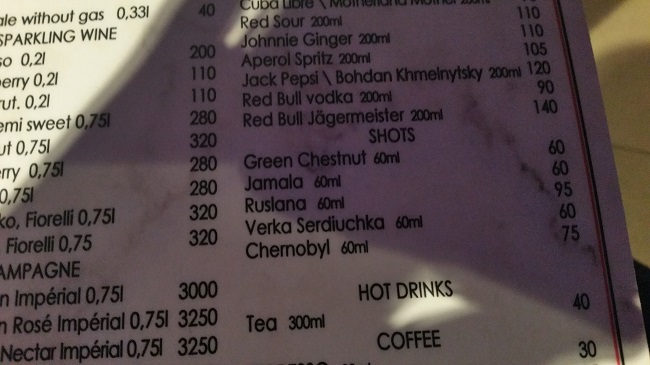 ale without gas 0,33l 40
SPARKLING WINE
so 0,2l 200
erry 0,2l 110
rut. 0,2l 110
emi sweet 0,75l 280
ut 0,75l 320
rry 0,75l 280
0,75l 280
ko, Fiorelli 0,75l 320
Fiorelli 0,75 320
AMPAGNE
n Impérial 0,75l 3000
n Rosé Impérial 0,75l 3250
Nectar Impérial 0,75l 3250
Cuba Libre \ Motherland Mother 200ml
Red Sour 200ml 110
Johnnie Ginger 200ml 110
Aperol Spritz 200ml 105
Jack Pepsi \ Bohdan Khmelnytsky 200ml 120
Red Bull vodka 200ml 90
Red Bull Jägermeister 200ml 140
SHOTS
Green Chestnut 60ml 60
Jamala 60ml 60
Ruslana 60ml 95
Verka Serdiuchka 60ml 60
Chernobyl 60ml 75
HOT DRINKS
Tea 300ml 40
COFFEE
30